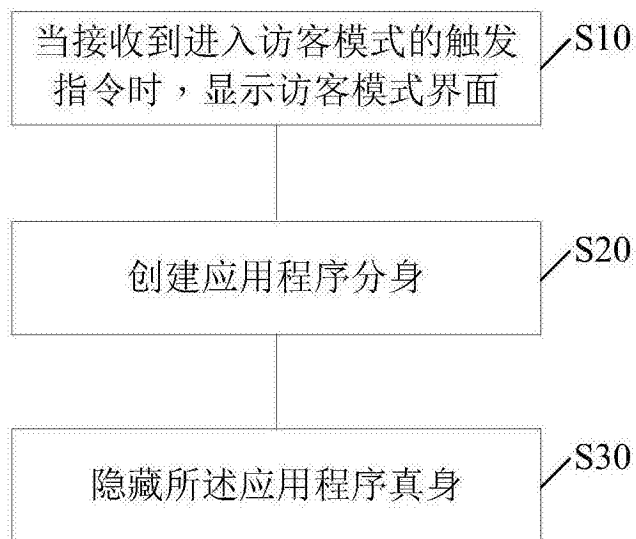 当接收到进入访客模式的触发
指令时，显示访客模式界面
S10
创建应用程序分身
S20
隐藏所述应用程序真身
S30